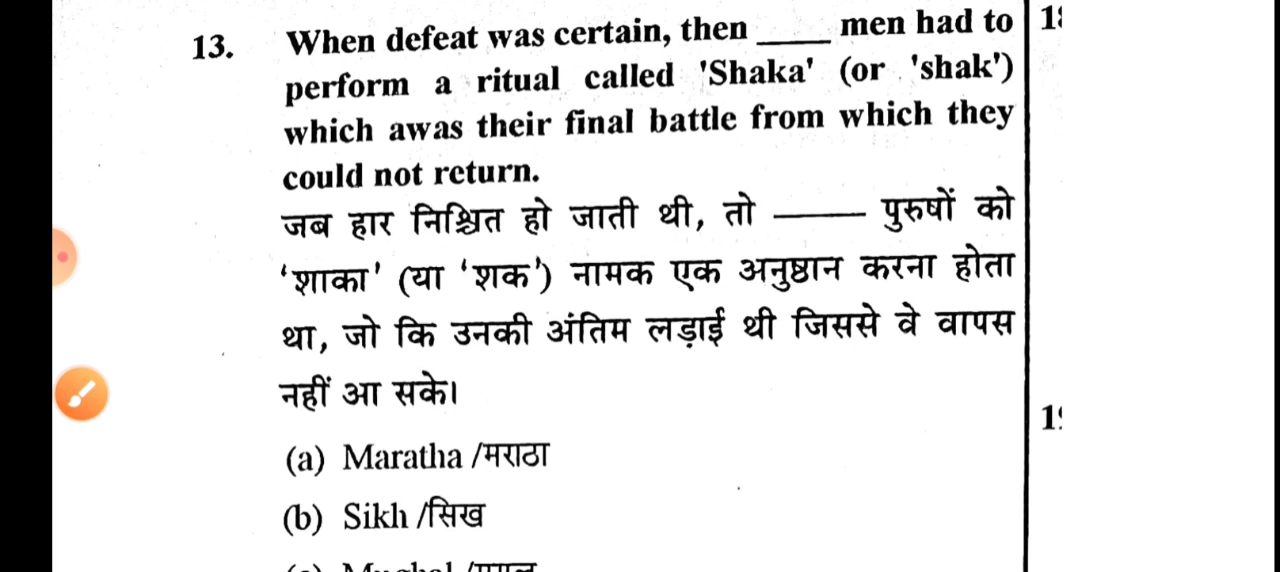 13. When defeat was certain, then ____ men had to
perform a ritual called 'Shaka' (or 'shak')
which awas their final battle from which they
could not return.
जब हार निश्चित हो जाती थी, तो —— पुरुषों को
‘शाका’ (या ‘शक’) नामक एक अनुष्ठान करना होता
था, जो कि उनकी अंतिम लड़ाई थी जिससे वे वापस
नहीं आ सके।
(a) Maratha /मराठा
(b) Sikh /सिख